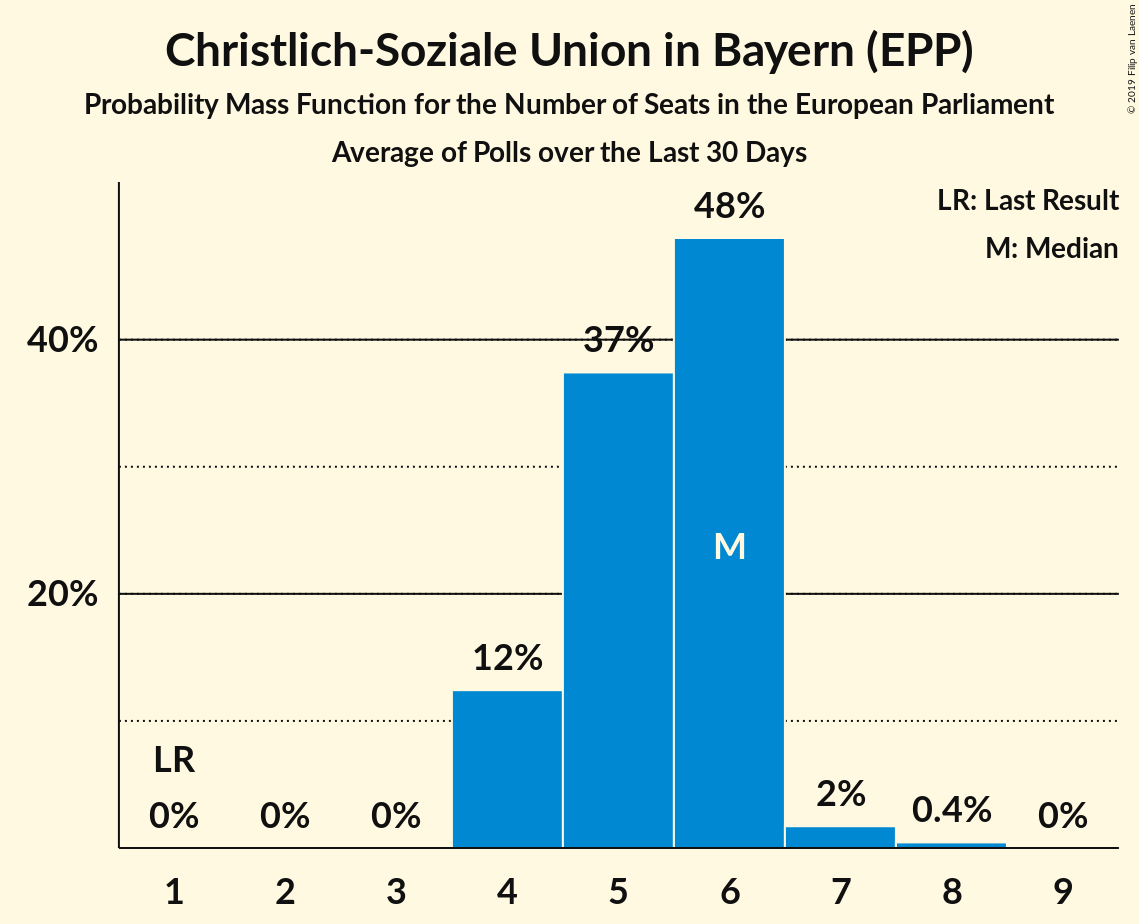 Christlich-Soziale Union in Bayern (EPP)
Probability Mass Function for the Number of Seats in the European Parliament
Average of Polls over the Last 30 Days
© 2019 Filip van Laenen
LR: Last Result
M: Median
48%
40%
37%
M
20%
12%
LR
0% 0% 0% 2% 0.4% 0%
1 2 3 4 5 6 7 8 9